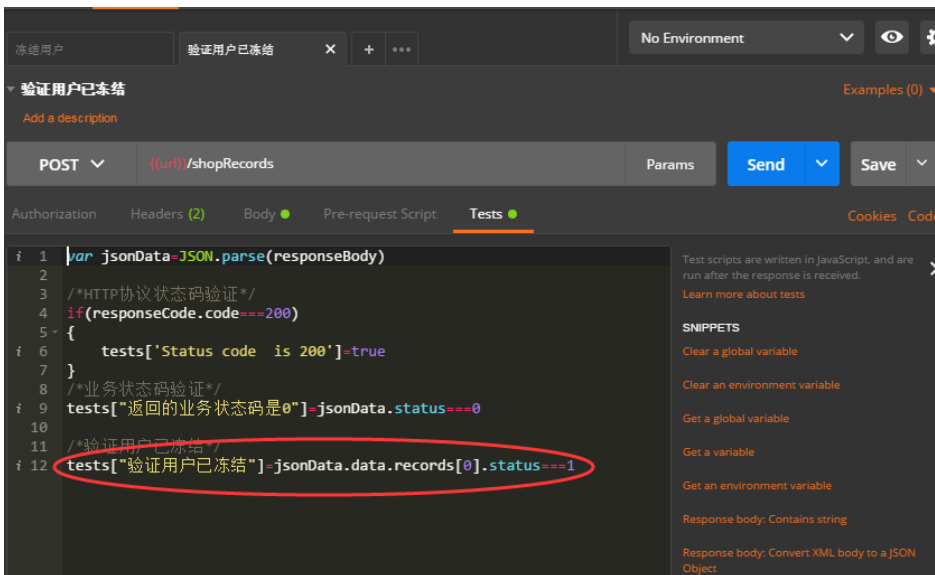 冻结用户
验证用户已冻结
No Environment
验证用户已冻结
Examples (0)
Add a description
POST
{{url}}/shopRecords
Params
Send
Save
Authorization
Headers (2)
Body
Pre-request Script
Tests
Cookies
Code
i 1 var jsonData=JSON.parse(responseBody)
2
3 /*HTTP协议状态码验证*/
4 if(responseCode.code===200)
5 {
i 6 tests['Status code  is 200']=true
7 }
8 /*业务状态码验证*/
i 9 tests["返回的业务状态码是0"]=jsonData.status===0
10
11 /*验证用户已冻结*/
i 12 tests["验证用户已冻结"]=jsonData.data.records[0].status===1
Test scripts are written in JavaScript, and are
run after the response is received.
Learn more about tests
SNIPPETS
Clear a global variable
Clear an environment variable
Get a global variable
Get a variable
Get an environment variable
Response body: Contains string
Response body: Convert XML body to a JSON
Object